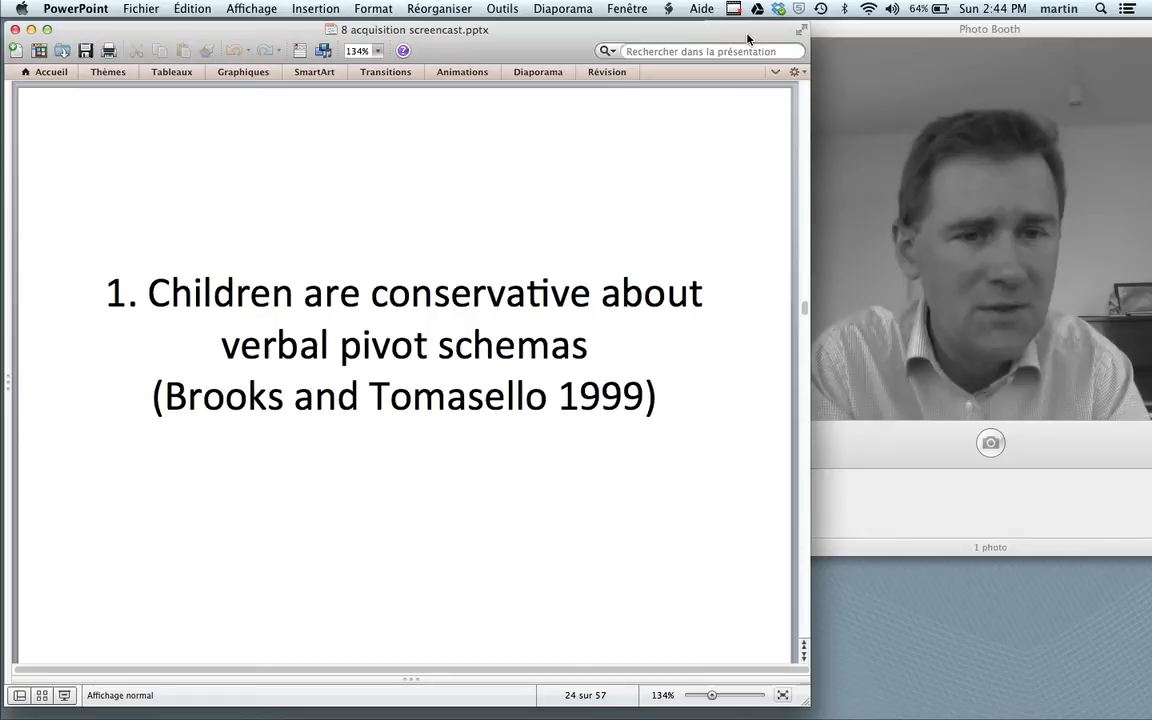 PowerPoint Fichier Édition Affichage Insertion Format Réorganiser Outils Diaporama Fenêtre Aide 64% Sun 2:44 PM martin
8 acquisition screencast.pptx
Photo Booth
134% Rechercher dans la présentation
Accueil Thèmes Tableaux Graphiques SmartArt Transitions Animations Diaporama Révision
1. Children are conservative about
verbal pivot schemas
(Brooks and Tomasello 1999)
1 photo
Affichage normal 24 sur 57 134%